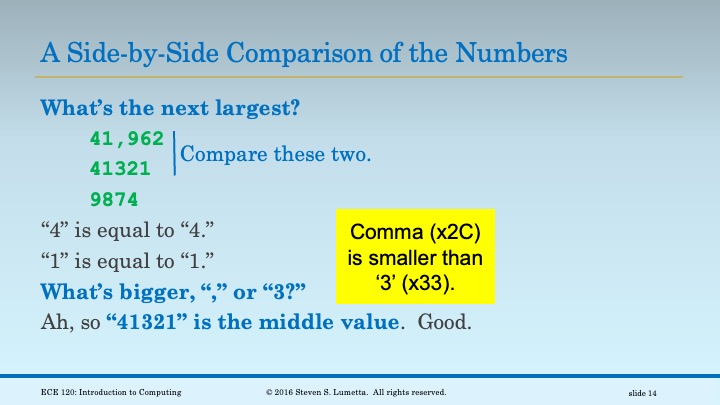 A Side-by-Side Comparison of the Numbers
What's the next largest?
41,962
41321
Compare these two.
9874
“4” is equal to “4.”
“1” is equal to “1.”
What's bigger, “,” or “3?”
Ah, so “41321” is the middle value.  Good.
Comma (x2C)
is smaller than
‘3’ (x33).
ECE 120: Introduction to Computing
© 2016 Steven S. Lumetta.  All rights reserved.
slide 14